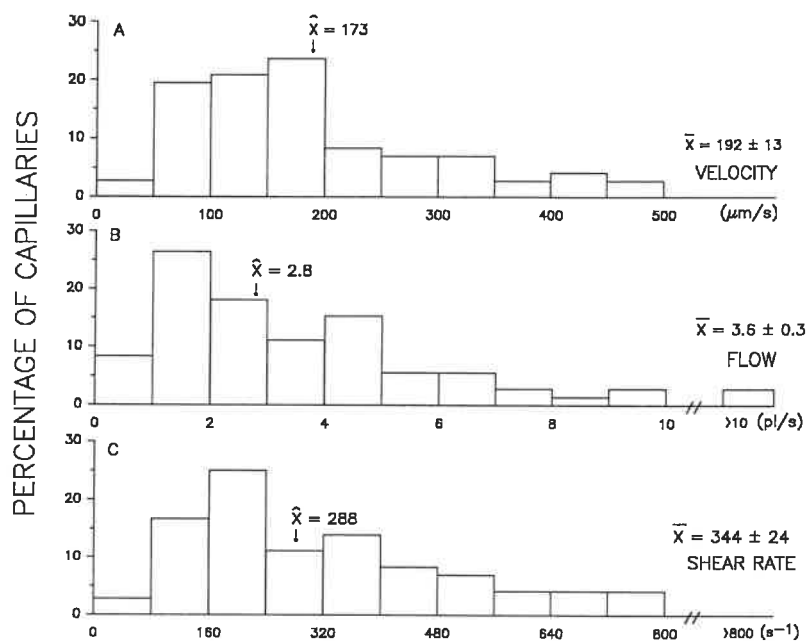 PERCENTAGE OF CAPILLARIES
30
A
X̂ = 173
20
10
0
X̄ = 192 ± 13
VELOCITY
0 100 200 300 400 500 (μm/s)
30
B
X̂ = 2.8
20
10
0
X̄ = 3.6 ± 0.3
FLOW
0 2 4 6 8 10 // ⟩10 (pl/s)
30
C
X̂ = 288
20
10
0
X̄ = 344 ± 24
SHEAR RATE
0 160 320 480 640 800 // ⟩800 (s⁻¹)